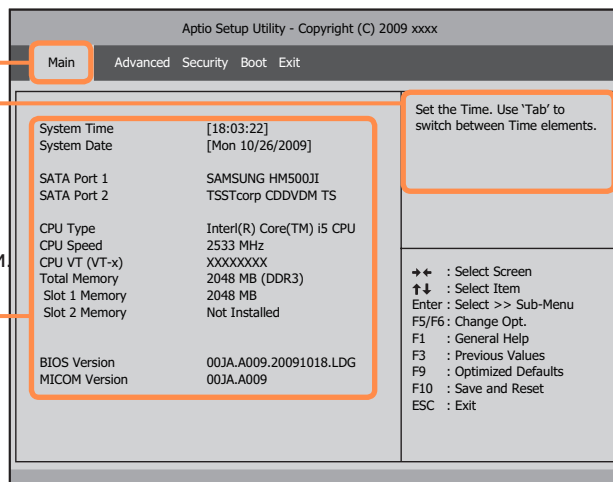 Aptio Setup Utility - Copyright (C) 2009 xxxx
Main Advanced Security Boot Exit
System Time [18:03:22]
System Date [Mon 10/26/2009]
SATA Port 1 SAMSUNG HM500JI
SATA Port 2 TSSTcorp CDDVDM TS
CPU Type Interl(R) Core(TM) i5 CPU
CPU Speed 2533 MHz
CPU VT (VT-x) XXXXXXXX
Total Memory 2048 MB (DDR3)
Slot 1 Memory 2048 MB
Slot 2 Memory Not Installed
BIOS Version 00JA.A009.20091018.LDG
MICOM Version 00JA.A009
Set the Time. Use ‘Tab’ to
switch between Time elements.
→← : Select Screen
↑↓ : Select Item
Enter : Select >> Sub-Menu
F5/F6 : Change Opt.
F1 : General Help
F3 : Previous Values
F9 : Optimized Defaults
F10 : Save and Reset
ESC : Exit